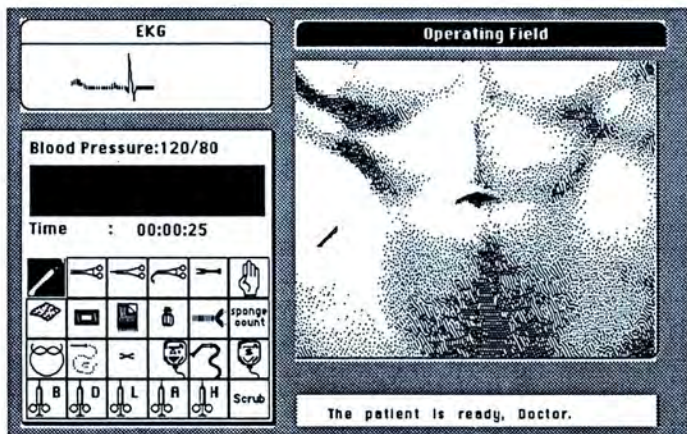 EKG
Operating Field
Blood Pressure:120/80
Time : 00:00:25
sponge
count
B D L A H Scrub
The patient is ready, Doctor.